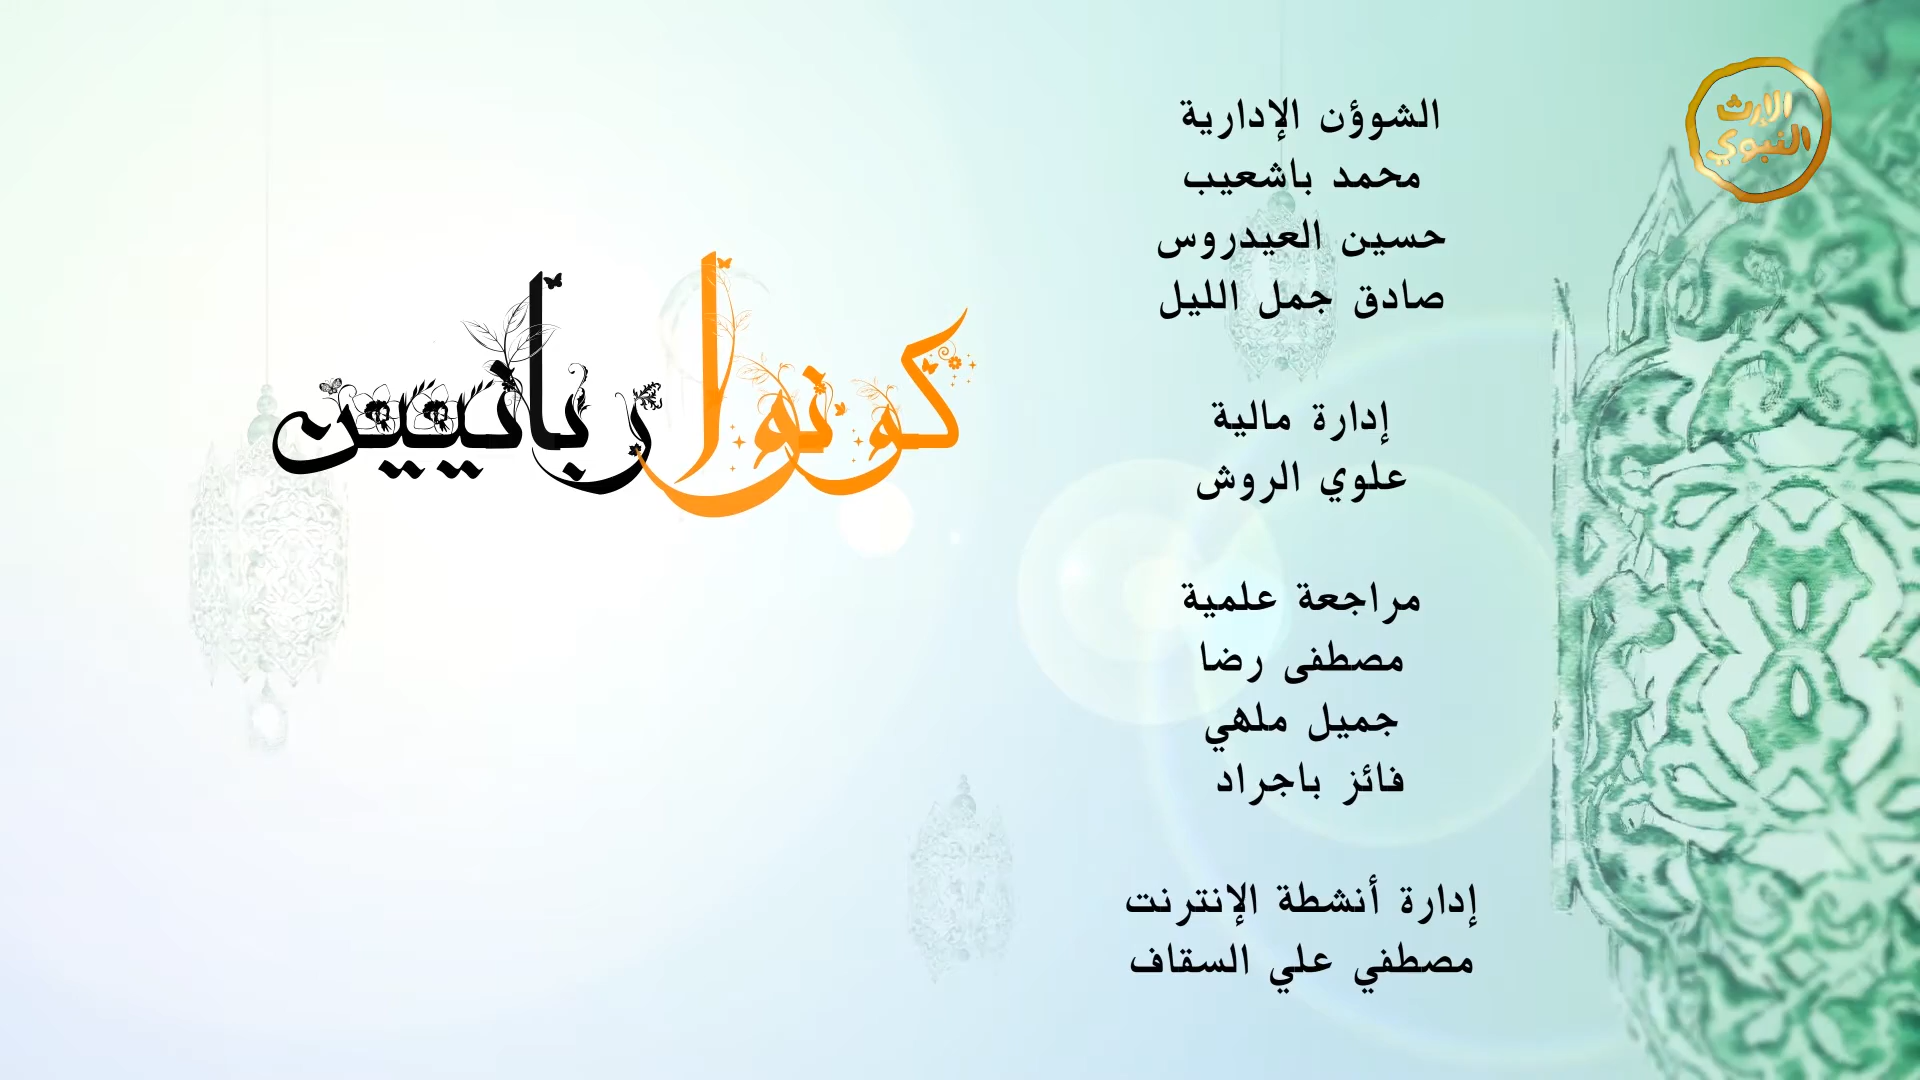 الإرث
النبوي
كونوا ربانيين
الشوؤن الإدارية
محمد باشعيب
حسين العيدروس
صادق جمل الليل
إدارة مالية
علوي الروش
مراجعة علمية
مصطفى رضا
جميل ملهي
فائز باجراد
إدارة أنشطة الإنترنت
مصطفي علي السقاف